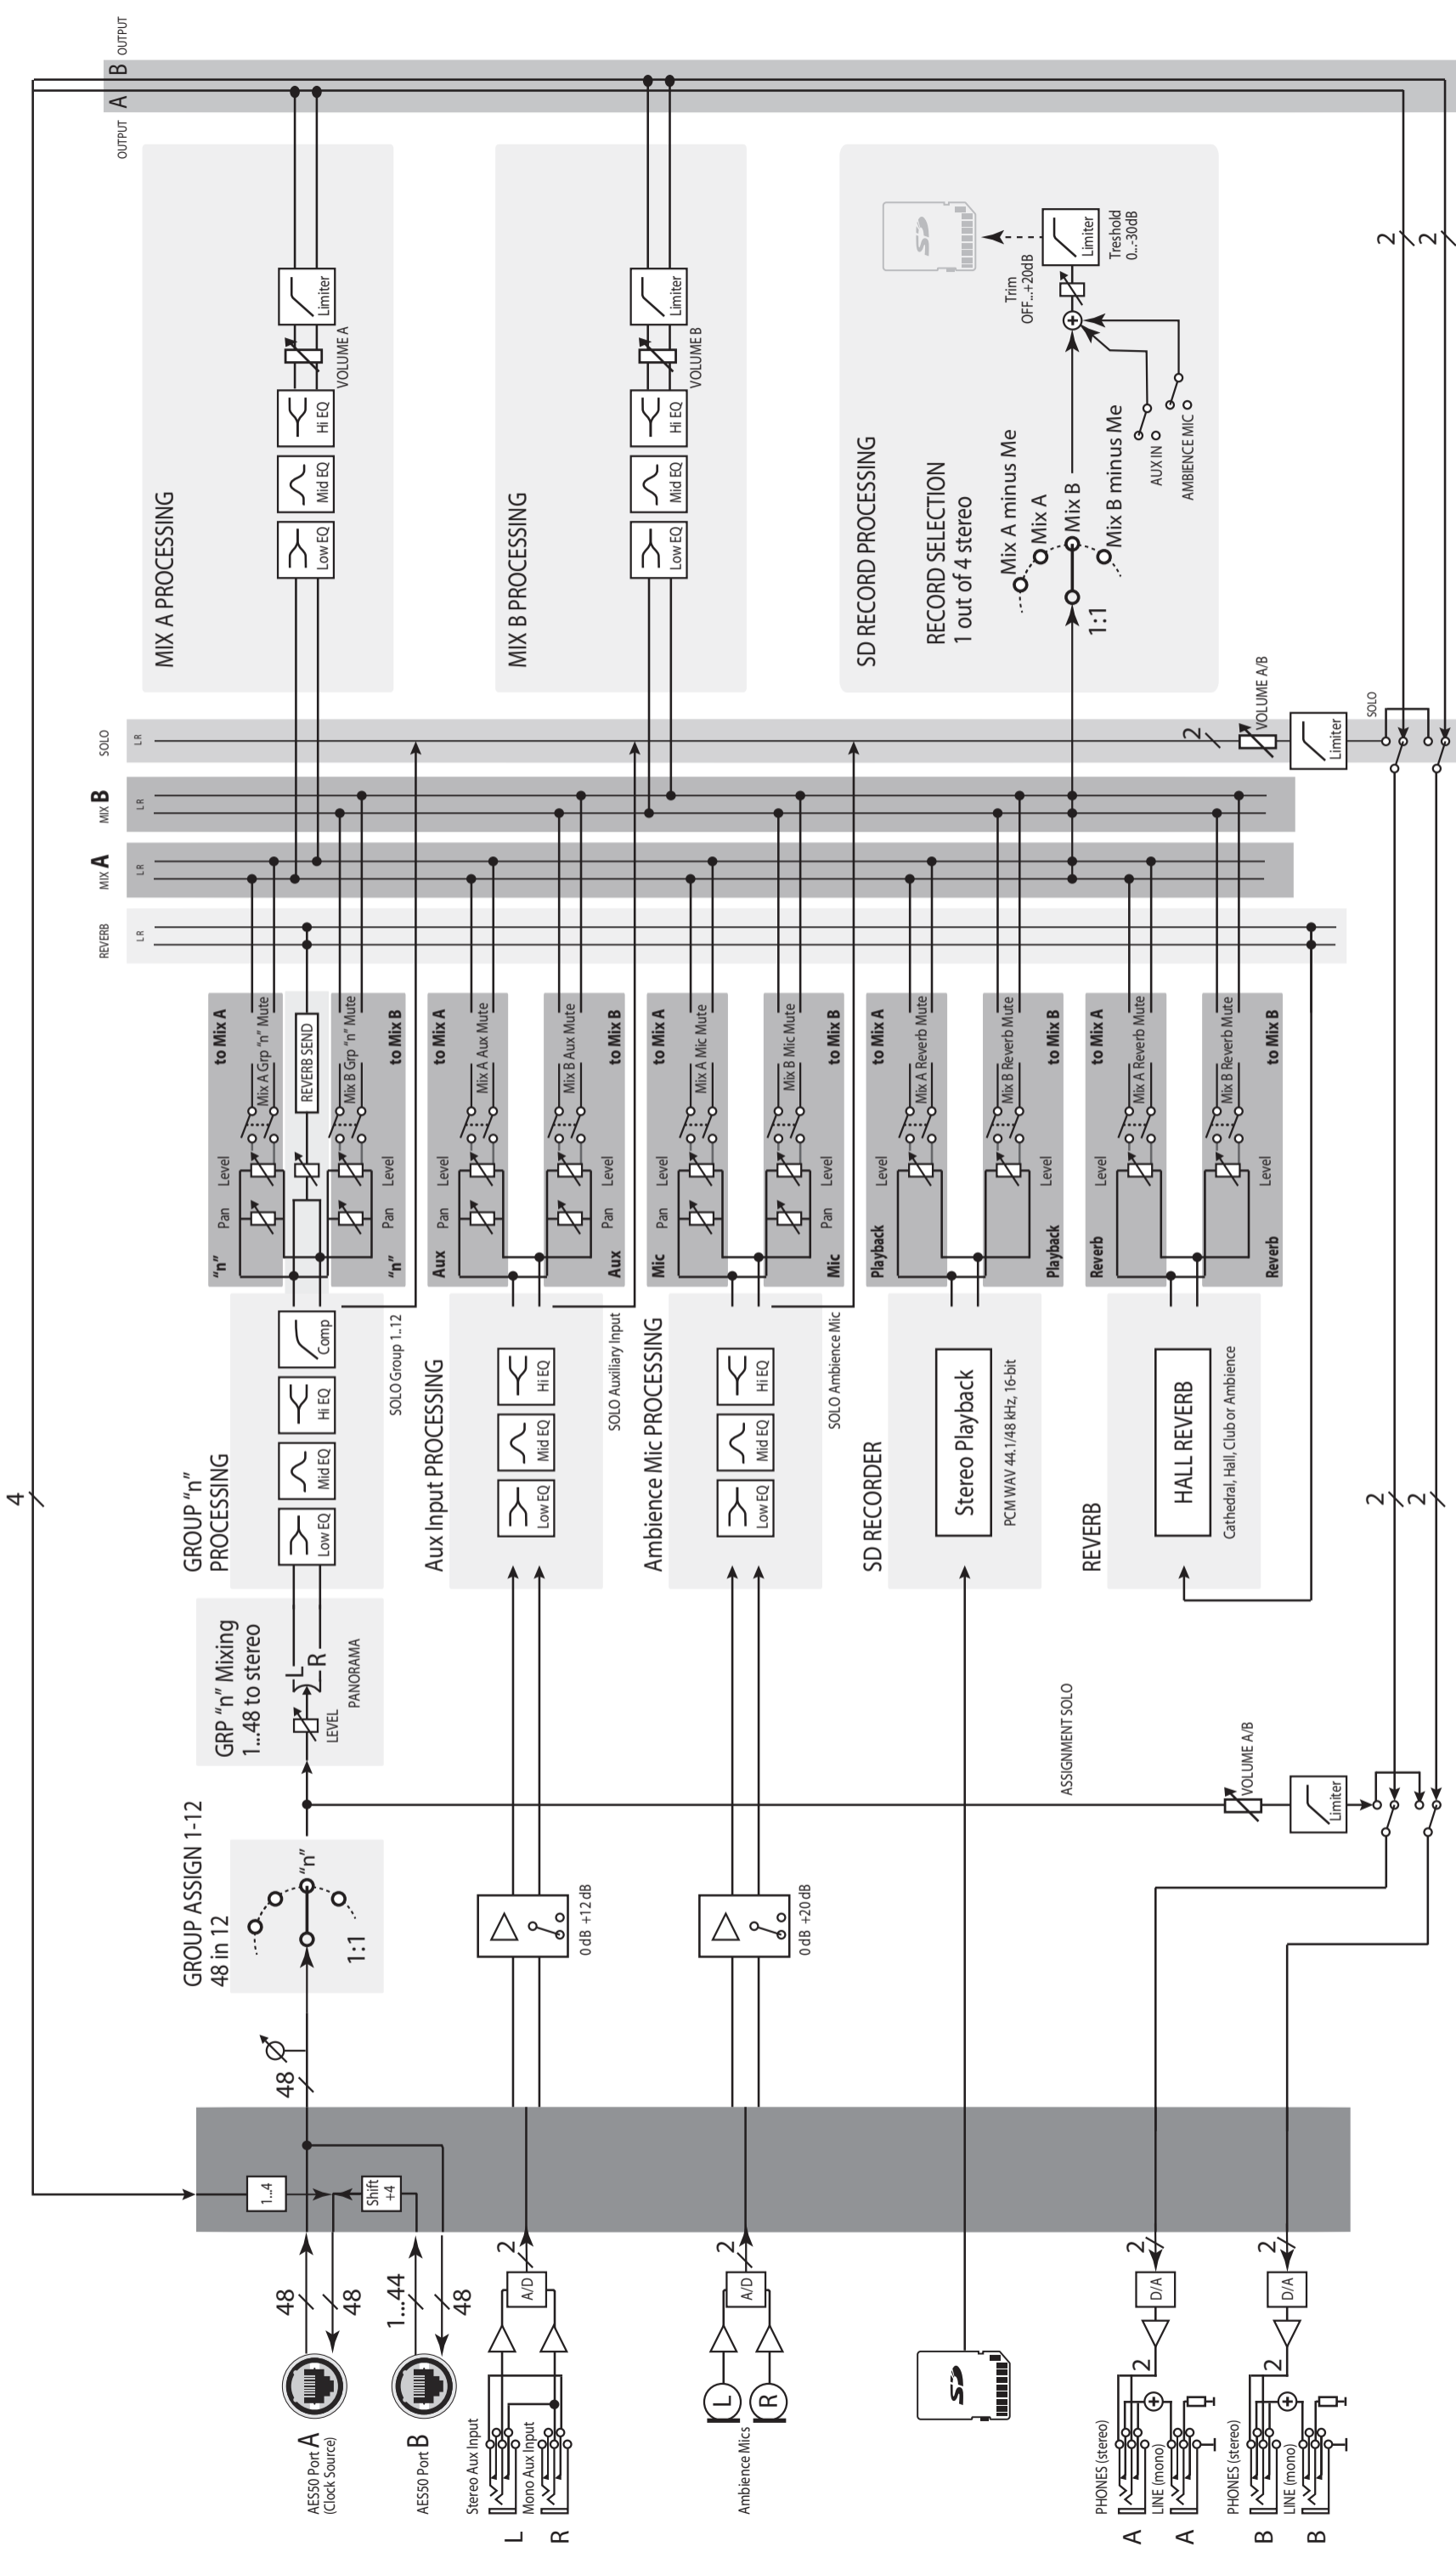 AES50 Port A
(Clock Source)
AES50 Port B
Stereo Aux Input
Mono Aux Input
L
R
Ambience Mics
L
R
SD
PHONES (stereo)
LINE (mono)
A
A
PHONES (stereo)
LINE (mono)
B
B
48
48
1...44
48
A/D
2
A/D
2
2
D/A
2
2
D/A
2
1...4
Shift
+4
4
48
GROUP ASSIGN 1-12
48 in 12
"n"
1:1
0 dB +12 dB
0 dB +20 dB
GRP "n" Mixing
1...48 to stereo
LEVEL
L
R
PANORAMA
ASSIGNMENT SOLO
VOLUME A/B
Limiter
GROUP "n"
PROCESSING
Low EQ
Mid EQ
Hi EQ
Comp
SOLO Group 1..12
Aux Input PROCESSING
Low EQ
Mid EQ
Hi EQ
SOLO Auxiliary Input
Ambience Mic PROCESSING
Low EQ
Mid EQ
Hi EQ
SOLO Ambience Mic
SD RECORDER
Stereo Playback
PCM WAV 44.1/48 kHz, 16-bit
REVERB
HALL REVERB
Cathedral, Hall, Club or Ambience
2
2
"n"
to Mix A
Pan
Level
Mix A Grp "n" Mute
REVERB SEND
Mix B Grp "n" Mute
Pan
Level
"n"
to Mix B
Aux
to Mix A
Pan
Level
Mix A Aux Mute
Mix B Aux Mute
Pan
Level
Aux
to Mix B
Mic
to Mix A
Pan
Level
Mix A Mic Mute
Mix B Mic Mute
Pan
Level
Mic
to Mix B
Playback
to Mix A
Level
Mix A Reverb Mute
Mix B Reverb Mute
Level
Playback
to Mix B
Reverb
to Mix A
Level
Mix A Reverb Mute
Mix B Reverb Mute
Level
Reverb
to Mix B
REVERB
L R
MIX A
L R
MIX B
L R
SOLO
L R
2
VOLUME A/B
Limiter
SOLO
MIX A PROCESSING
Low EQ
Mid EQ
Hi EQ
VOLUME A
Limiter
MIX B PROCESSING
Low EQ
Mid EQ
Hi EQ
VOLUME B
Limiter
SD RECORD PROCESSING
RECORD SELECTION
1 out of 4 stereo
Mix A minus Me
Mix A
Mix B
Mix B minus Me
1:1
AUX IN
AMBIENCE MIC
Trim
OFF...+20dB
Limiter
Treshold
0...-30dB
SD
2
2
OUTPUT A
B OUTPUT